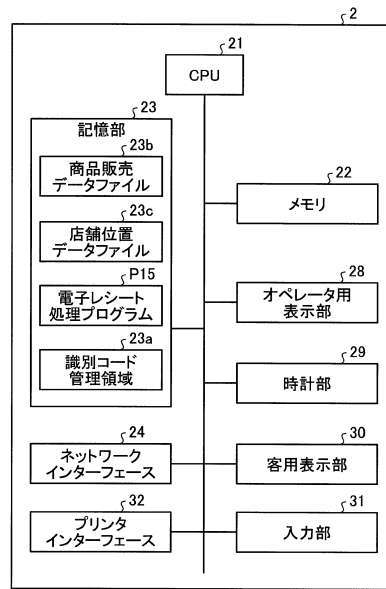 2
21
CPU
23
記憶部
23b
商品販売
データファイル
23c
店舗位置
データファイル
P15
電子レシート
処理プログラム
23a
識別コード
管理領域
22
メモリ
28
オペレータ用
表示部
29
時計部
24
ネットワーク
インターフェース
30
客用表示部
32
プリンタ
インターフェース
31
入力部